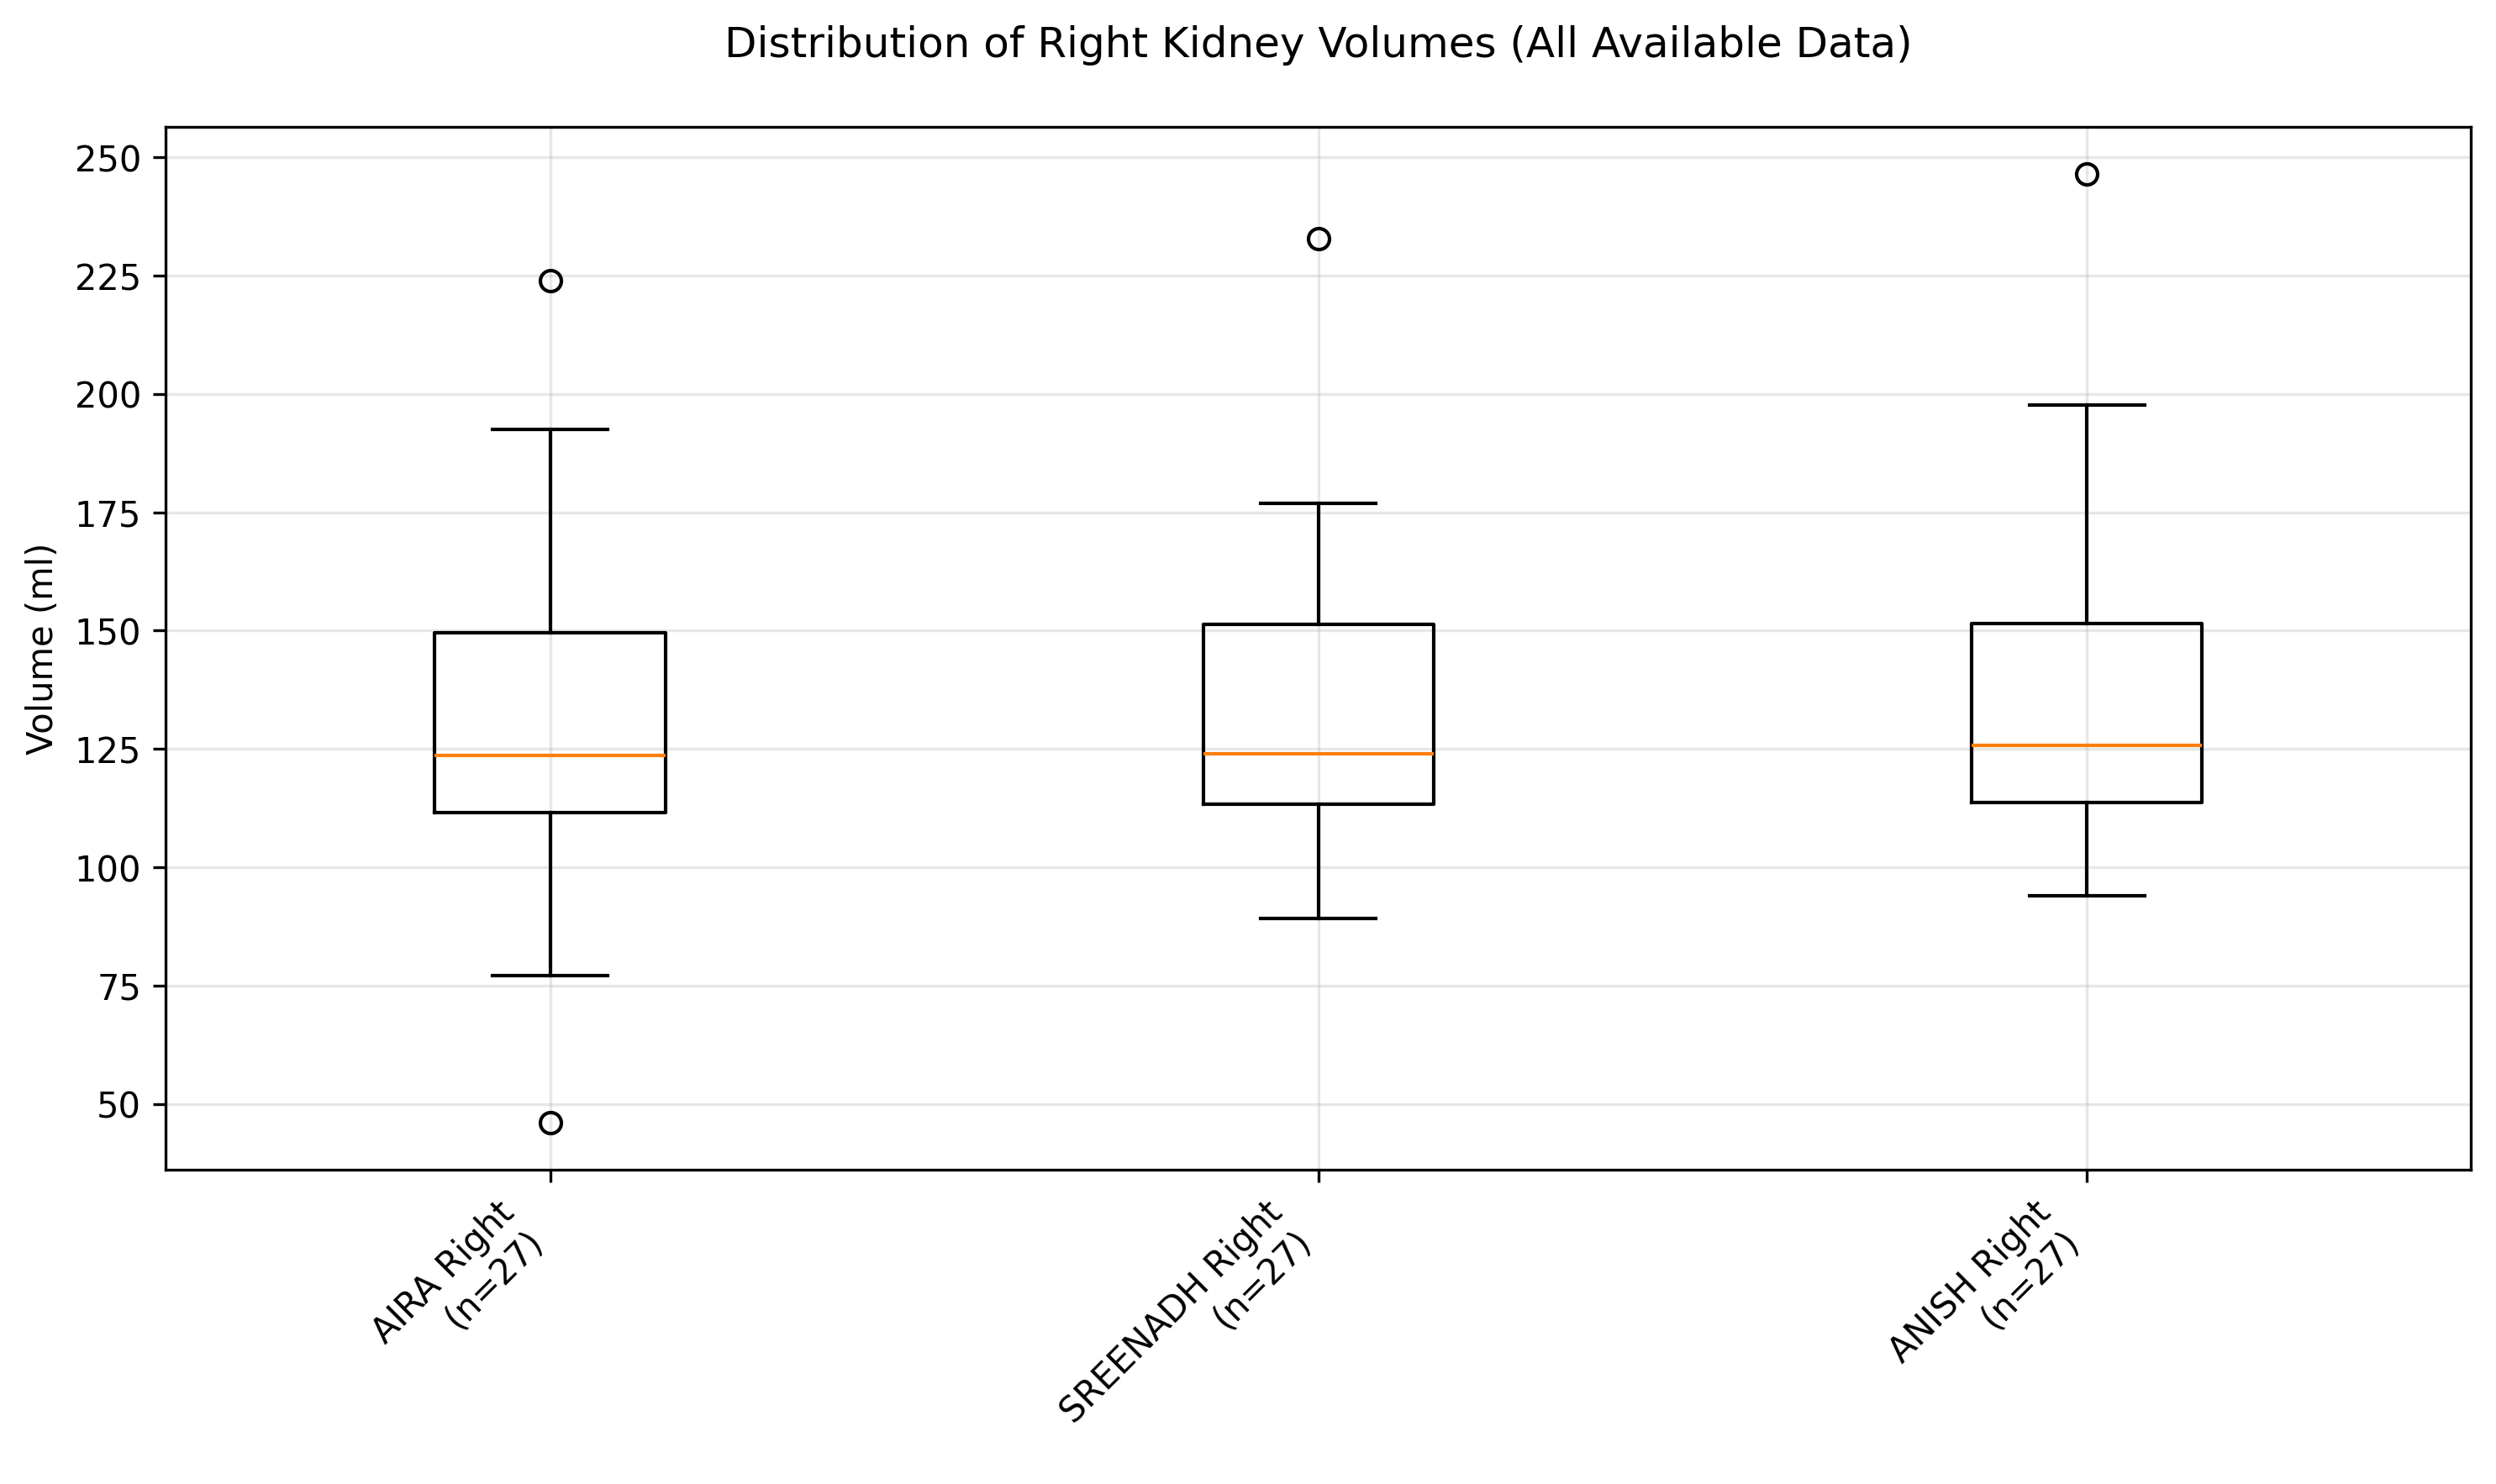 Distribution of Right Kidney Volumes (All Available Data)
Volume (ml)
250
225
200
175
150
125
100
75
50
AIRA Right
(n=27)
SREENADH Right
(n=27)
ANISH Right
(n=27)